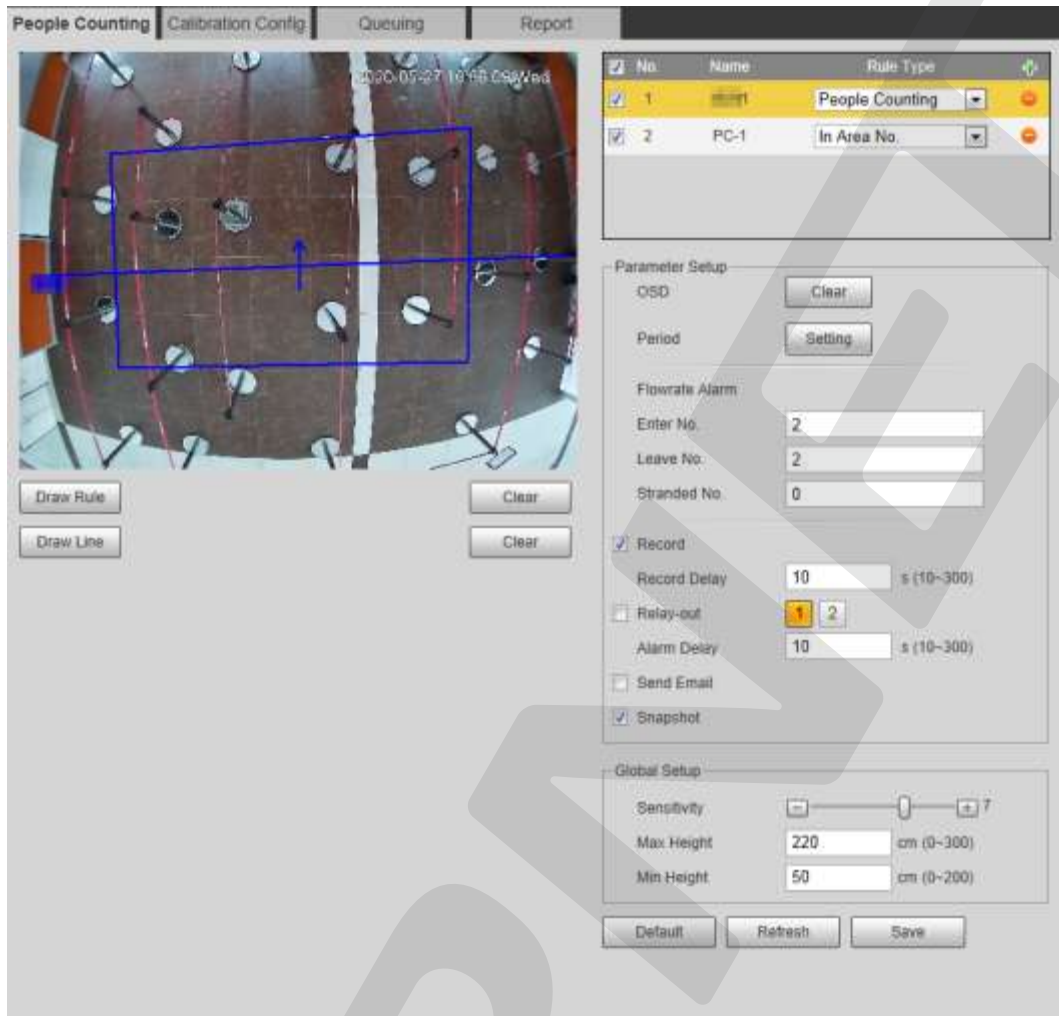 People Counting Calibration Config Queuing Report
No. Name Rule Type
1 People Counting
2 PC-1 In Area No.
Parameter Setup
OSD Clear
Period Setting
Flowrate Alarm
Enter No. 2
Leave No. 2
Stranded No. 0
Draw Rule Clear
Draw Line Clear
Record
Record Delay 10 s (10~300)
Relay-out 1 2
Alarm Delay 10 s (10~300)
Send Email
Snapshot
Global Setup
Sensitivity 7
Max Height 220 cm (0~300)
Min Height 50 cm (0~200)
Default Refresh Save